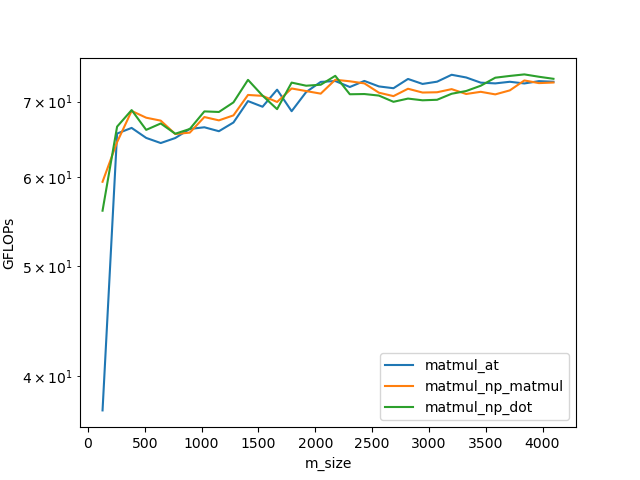 7 × 10¹
6 × 10¹
5 × 10¹
4 × 10¹
GFLOPs
0 500 1000 1500 2000 2500 3000 3500 4000
m_size
matmul_at
matmul_np_matmul
matmul_np_dot